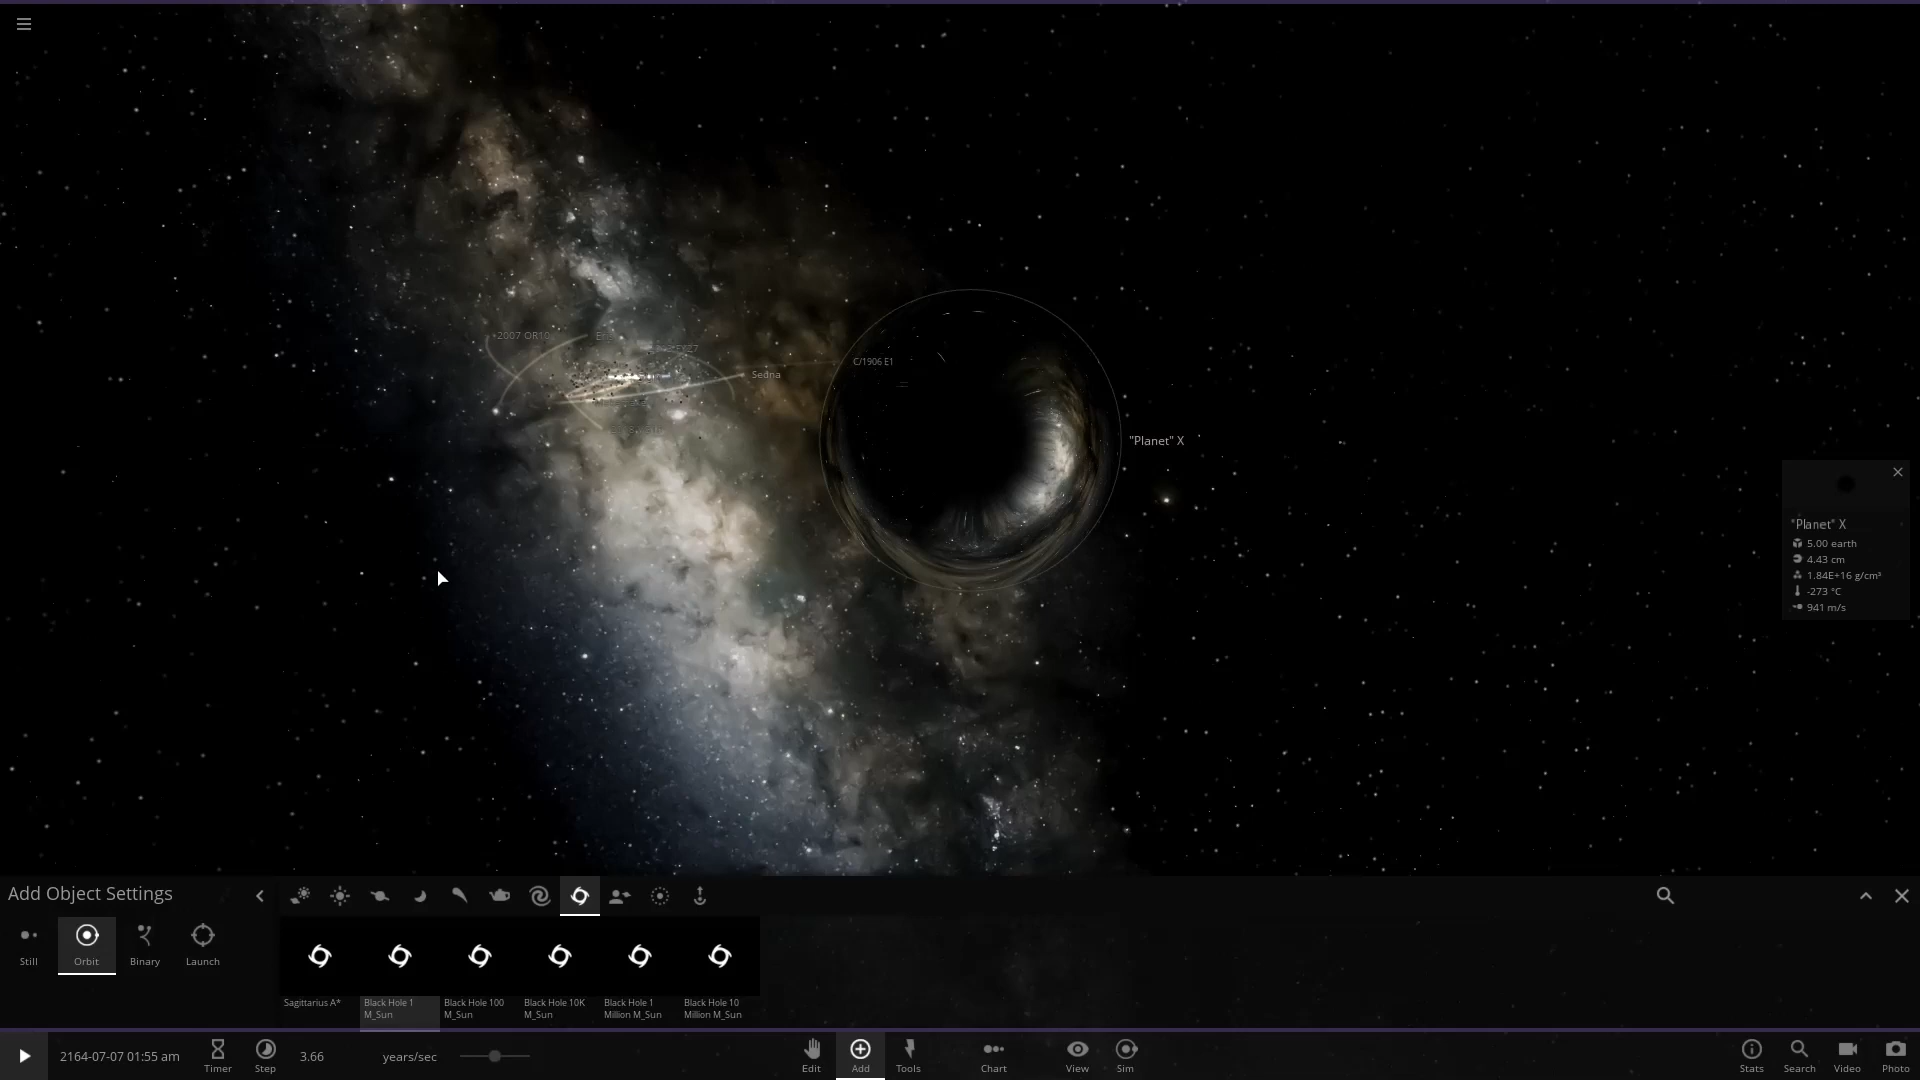 +2007 OR10
Sedna
C/1906 E1
"Planet" X
"Planet" X
5.00 earth
4.43 cm
1.84E+16 g/cm³
-273 °C
941 m/s
Add Object Settings
Still
Orbit
Binary
Launch
Sagittarius A*
Black Hole 1
M_Sun
Black Hole 100
M_Sun
Black Hole 10K
M_Sun
Black Hole 1
Million M_Sun
Black Hole 10
Million M_Sun
2164-07-07 01:55 am
Timer
Step
3.66
years/sec
Edit
Add
Tools
Chart
View
Sim
Stats
Search
Video
Photo